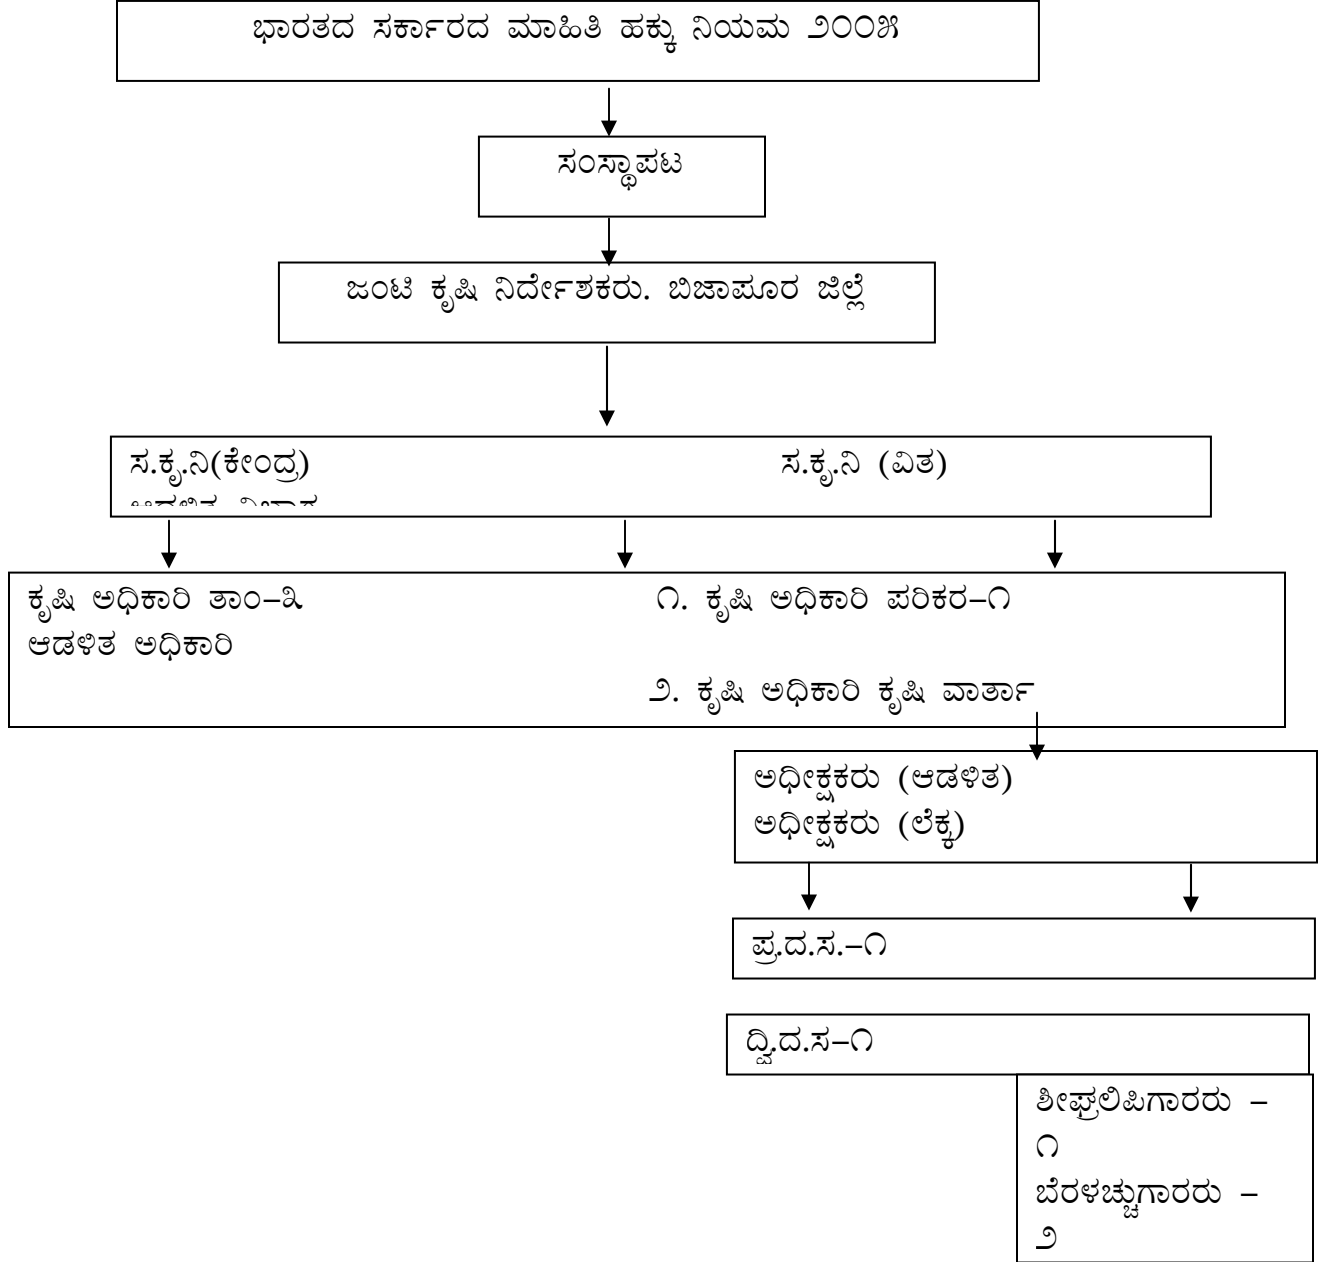 ಭಾರತದ ಸರ್ಕಾರದ ಮಾಹಿತಿ ಹಕ್ಕು ನಿಯಮ ೨೦೦೫
ಸಂಸ್ಥಾಪಟ
ಜಂಟಿ ಕೃಷಿ ನಿರ್ದೇಶಕರು. ಬಿಜಾಪೂರ ಜಿಲ್ಲೆ
ಸ.ಕೃ.ನಿ(ಕೇಂದ್ರ) ಸ.ಕೃ.ನಿ (ವಿತ)
ಕೃಷಿ ಅಧಿಕಾರಿ ತಾಂ-೩ ೧. ಕೃಷಿ ಅಧಿಕಾರಿ ಪರಿಕರ-೧
ಆಡಳಿತ ಅಧಿಕಾರಿ
೨. ಕೃಷಿ ಅಧಿಕಾರಿ ಕೃಷಿ ವಾರ್ತಾ
ಅಧೀಕ್ಷಕರು (ಆಡಳಿತ)
ಅಧೀಕ್ಷಕರು (ಲೆಕ್ಕ)
ಪ್ರ.ದ.ಸ.-೧
ದ್ವಿ.ದ.ಸ-೧
ಶೀಘ್ರಲಿಪಿಗಾರರು -
೧
ಬೆರಳಚ್ಚುಗಾರರು -
೨